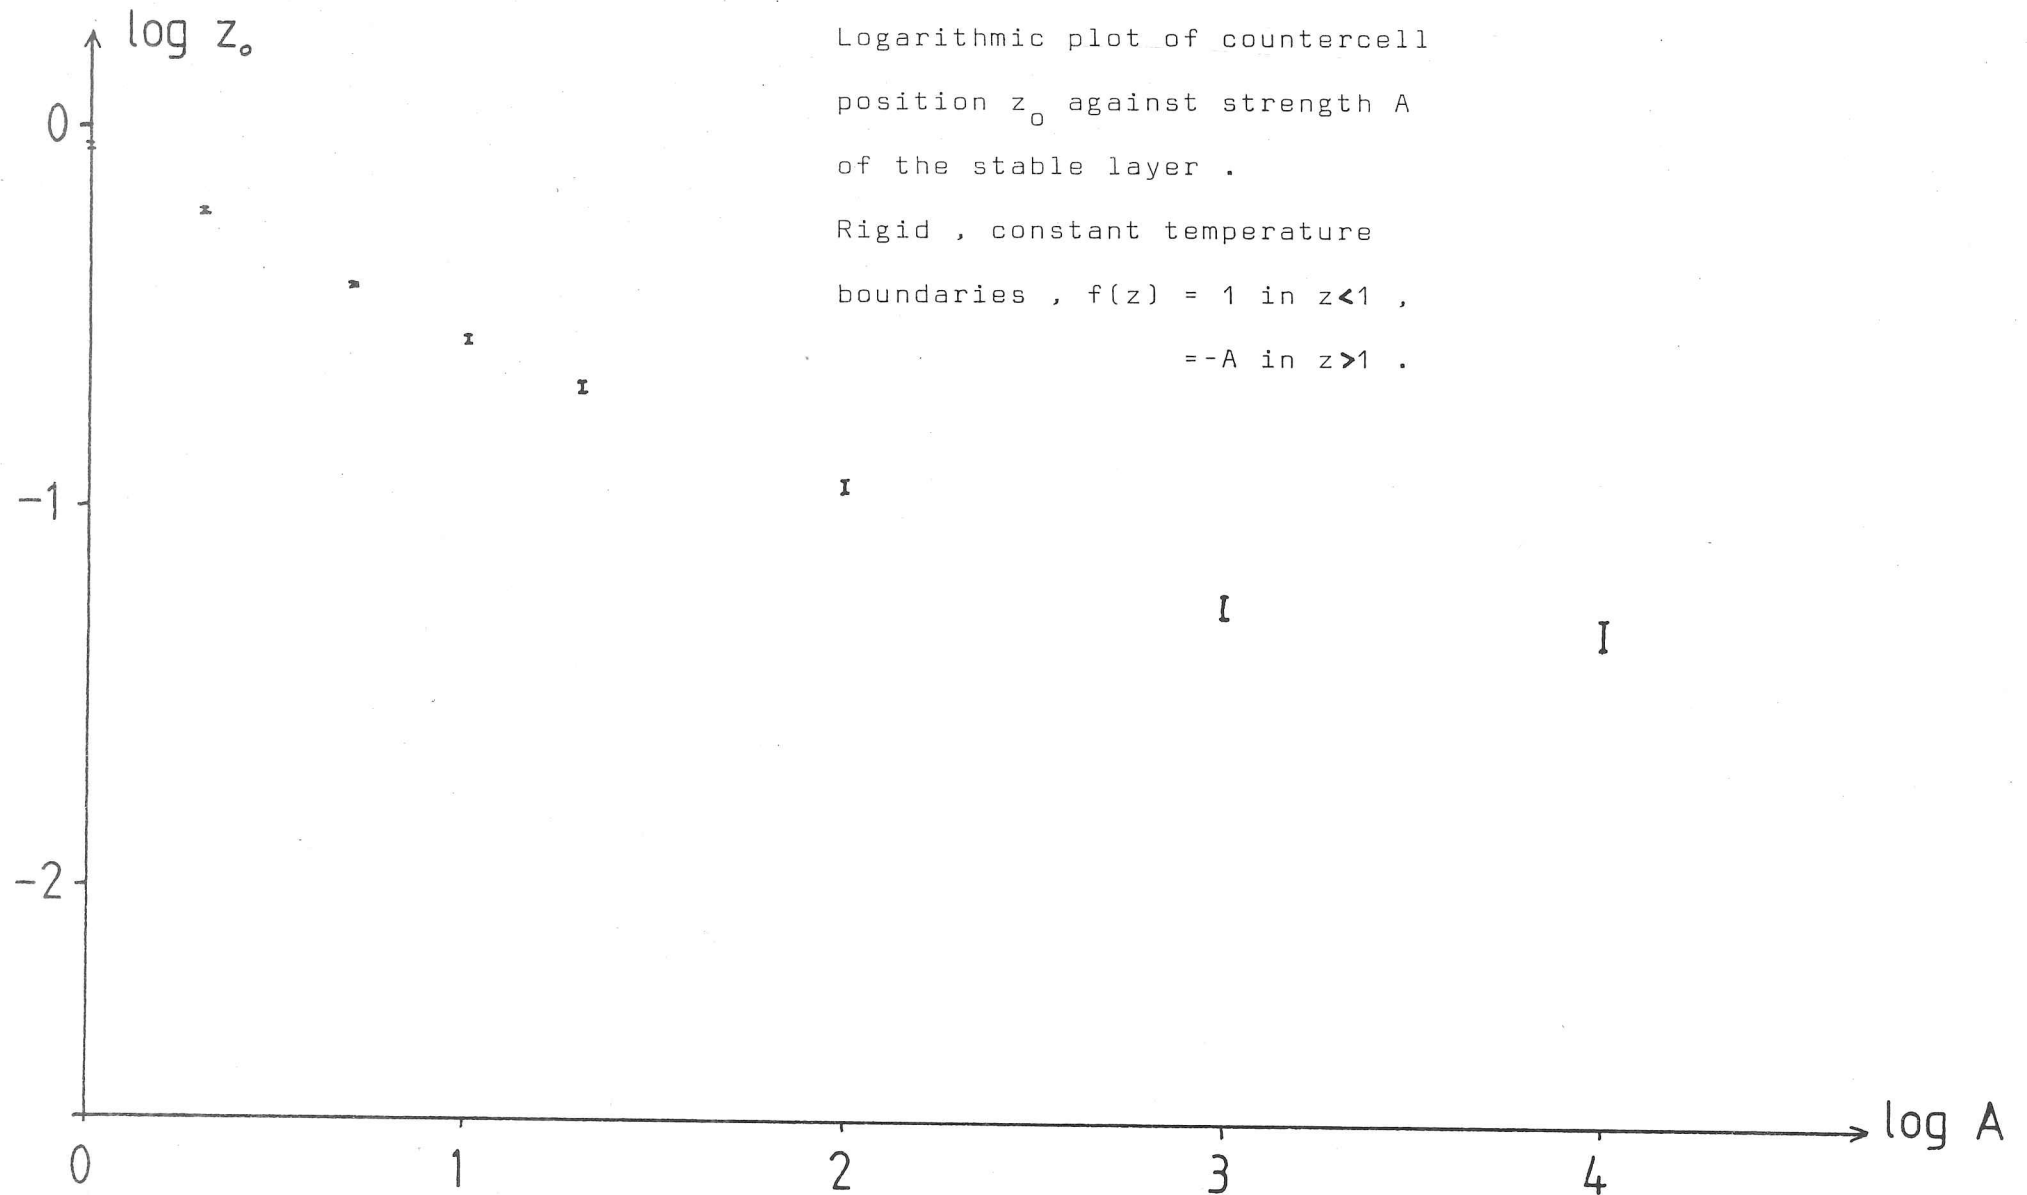 log z₀
Logarithmic plot of countercell
position z₀ against strength A
of the stable layer .
Rigid , constant temperature
boundaries , f(z) = 1 in z<1 ,
=-A in z>1 .
0
-1
-2
log A
0 1 2 3 4